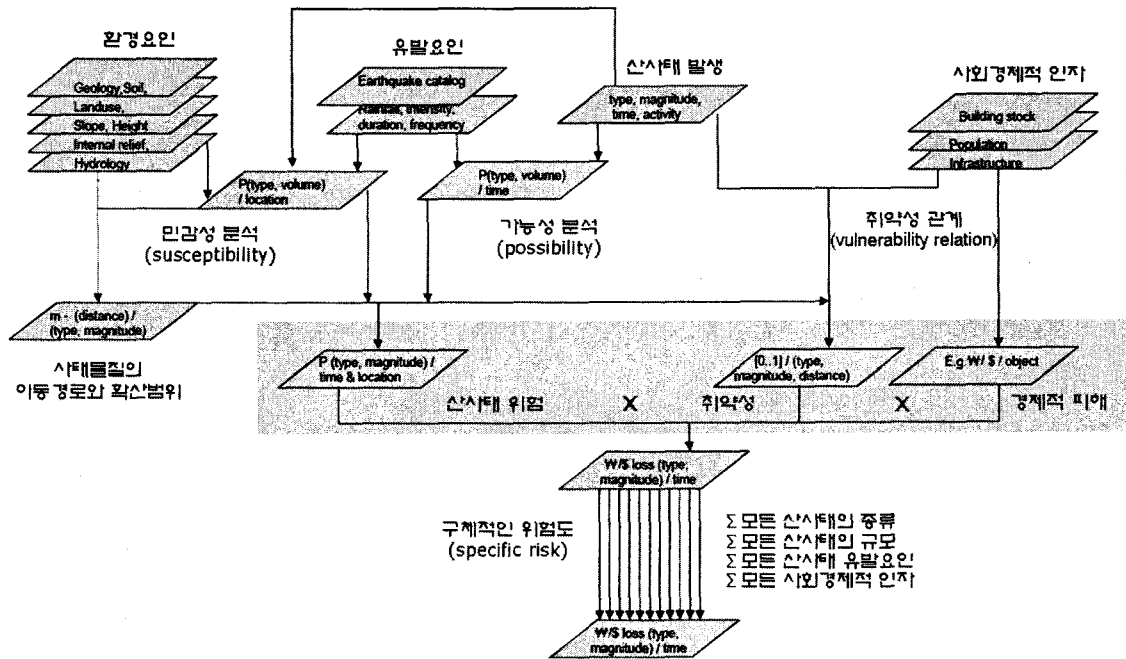 환경요인
Geology,Soil,
Landuse,
Slope, Height
Internal relief,
Hydrology
유발요인
Earthquake catalog
Rainfall, intensity,
duration, frequency
산사태 발생
type, magnitude,
time, activity
사회경제적 인자
Building stock
Population
Infrastructure
P(type, volume)
/ location
P(type, volume)
/ time
민감성 분석
(susceptibility)
가능성 분석
(possibility)
취약성 관계
(vulnerability relation)
m - (distance) /
(type, magnitude)
사태물질의
이동경로와 확산범위
P (type, magnitude) /
time & location
[0..1] / (type,
magnitude, distance)
E.g ₩/ $ / object
산사태 위험 X 취약성 X 경제적 피해
₩/$ loss (type,
magnitude) / time
구체적인 위험도
(specific risk)
∑모든 산사태의 종류
∑모든 산사태의 규모
∑모든 산사태 유발요인
∑모든 사회경제적 인자
₩/$ loss (type,
magnitude) / time